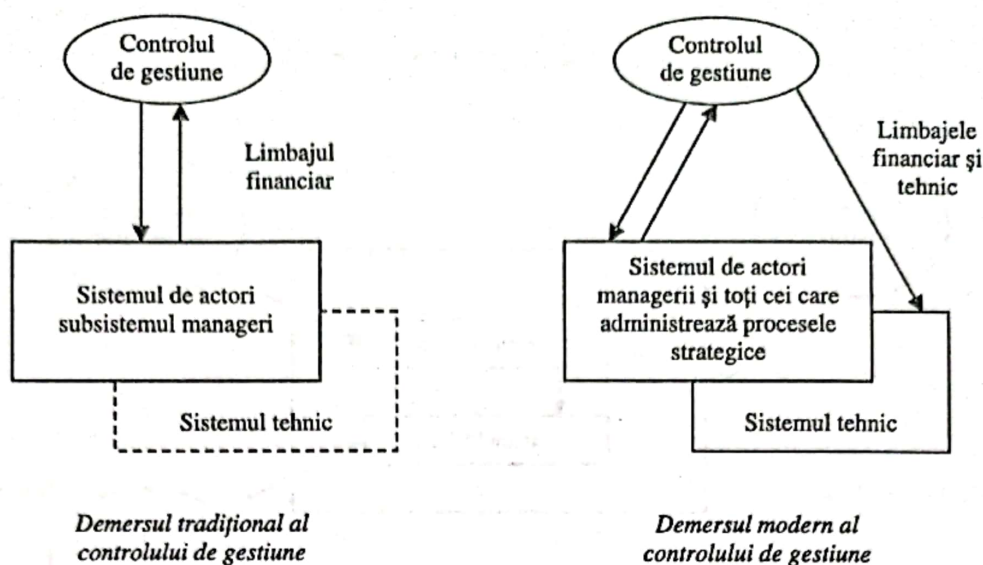 Controlul
de gestiune
Limbajul
financiar
Sistemul de actori
subsistemul manageri
Sistemul tehnic
Demersul tradiţional al
controlului de gestiune
Controlul
de gestiune
Limbajele
financiar şi
tehnic
Sistemul de actori
managerii şi toţi cei care
administrează procesele
strategice
Sistemul tehnic
Demersul modern al
controlului de gestiune